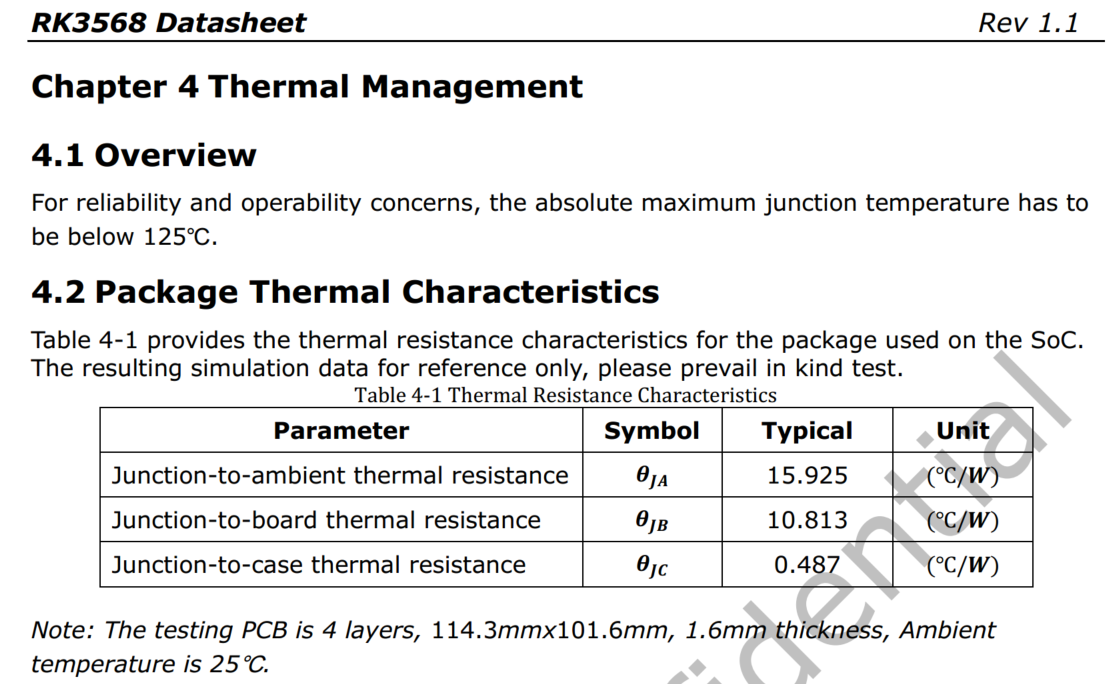 RK3568 Datasheet Rev 1.1
Chapter 4 Thermal Management
4.1 Overview
For reliability and operability concerns, the absolute maximum junction temperature has to
be below 125℃.
4.2 Package Thermal Characteristics
Table 4-1 provides the thermal resistance characteristics for the package used on the SoC.
The resulting simulation data for reference only, please prevail in kind test.
Table 4-1 Thermal Resistance Characteristics
Parameter Symbol Typical Unit
Junction-to-ambient thermal resistance θJA 15.925 (℃/W)
Junction-to-board thermal resistance θJB 10.813 (℃/W)
Junction-to-case thermal resistance θJC 0.487 (℃/W)
Note: The testing PCB is 4 layers, 114.3mmx101.6mm, 1.6mm thickness, Ambient
temperature is 25℃.
fidential